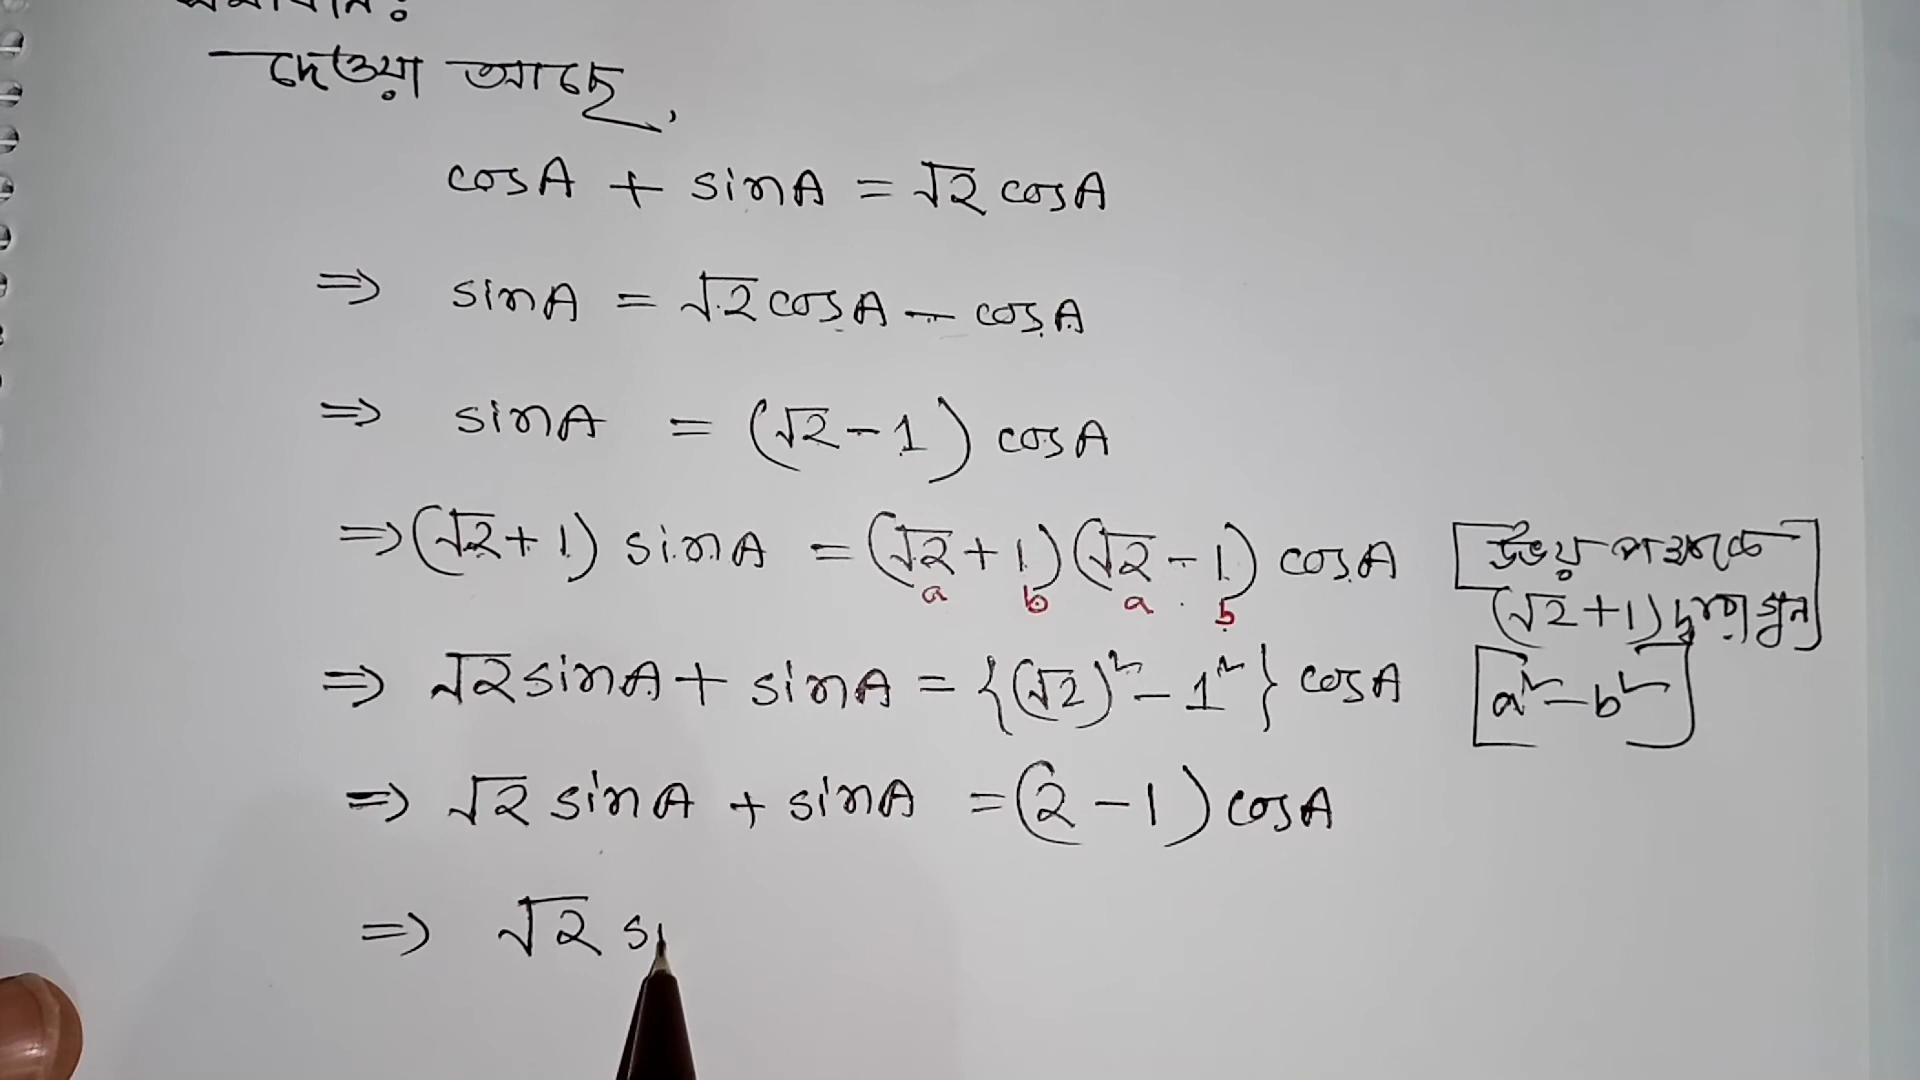 সমাধান:
দেওয়া আছে,
cosA + sinA = √2 cosA
⇒ sinA = √2 cosA − cosA
⇒ sinA = (√2 − 1) cosA
⇒ (√2 + 1) sinA = (√2 + 1)(√2 − 1) cosA [উভয় পক্ষকে
a b a b
(√2 + 1) দ্বারা গুন]
⇒ √2 sinA + sinA = {(√2)² − 1²} cosA [a² − b²]
⇒ √2 sinA + sinA = (2 − 1) cosA
⇒ √2 si